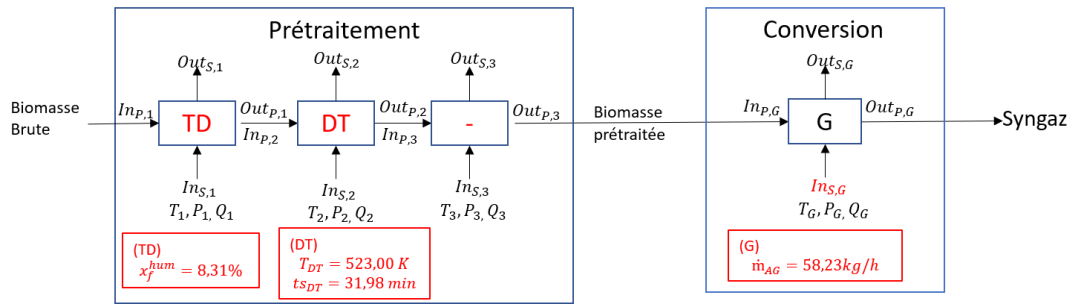 Prétraitement
Conversion
Out_{S,1}
Out_{S,2}
Out_{S,3}
Out_{S,G}
Biomasse
Brute
In_{P,1}
TD
Out_{P,1}
In_{P,2}
DT
Out_{P,2}
In_{P,3}
-
Out_{P,3}
Biomasse
prétraitée
In_{P,G}
G
Out_{P,G}
Syngaz
In_{S,1}
T_1, P_1, Q_1
In_{S,2}
T_2, P_2, Q_2
In_{S,3}
T_3, P_3, Q_3
In_{S,G}
T_G, P_G, Q_G
(TD)
x_f^{hum} = 8,31%
(DT)
T_{DT} = 523,00 K
ts_{DT} = 31,98 min
(G)
ṁ_{AG} = 58,23kg/h